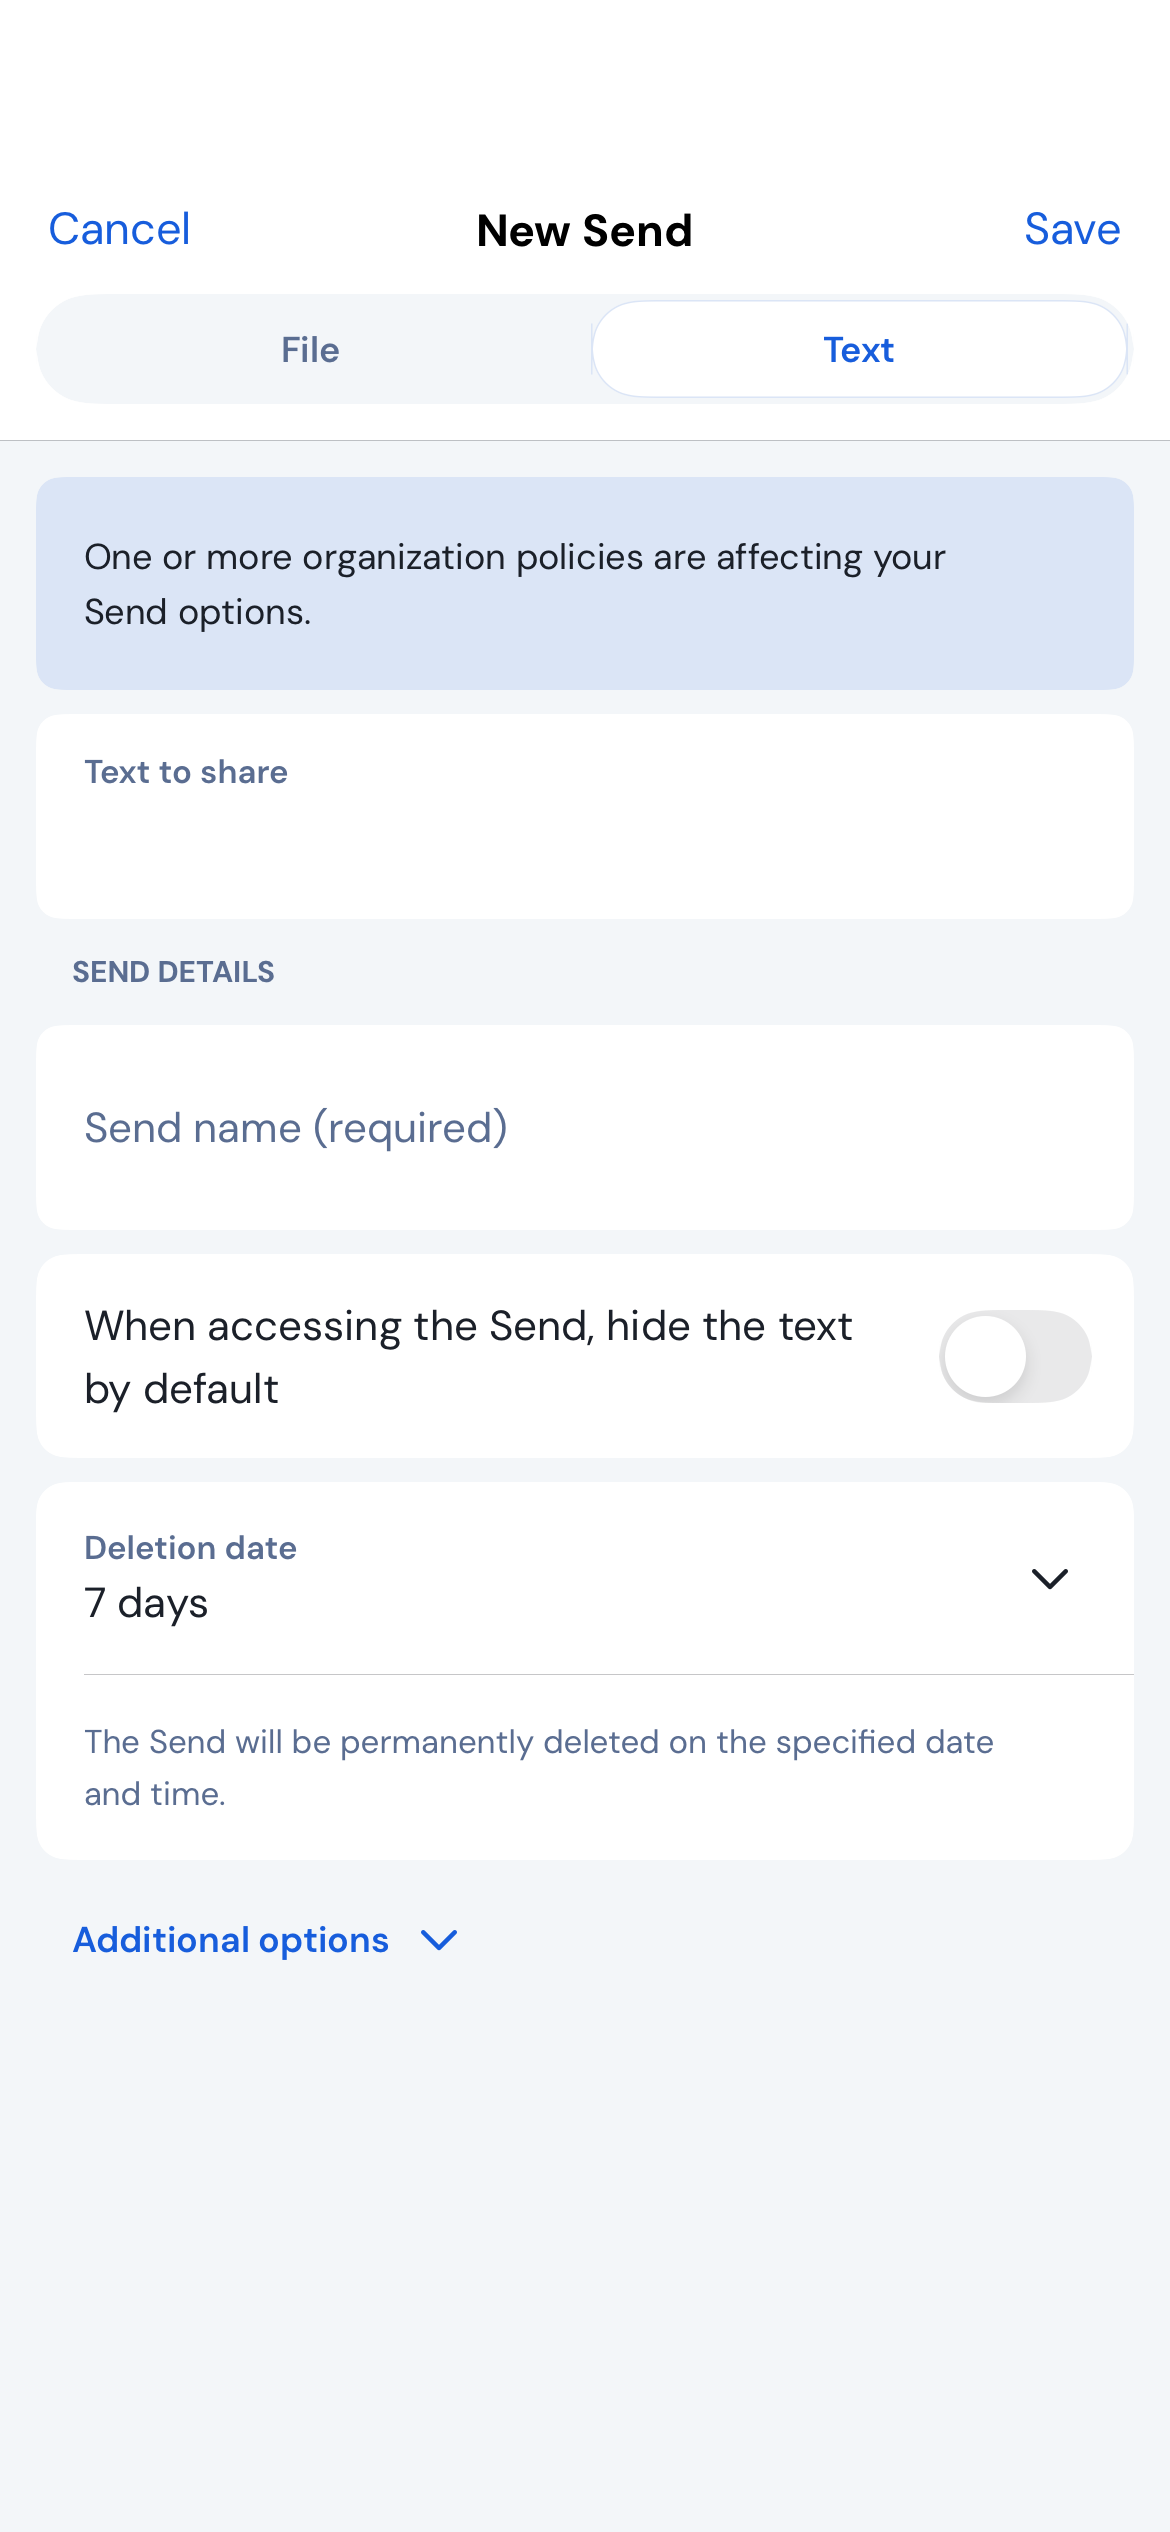 Cancel
New Send
Save
File
Text
One or more organization policies are affecting your
Send options.
Text to share
SEND DETAILS
Send name (required)
When accessing the Send, hide the text
by default
Deletion date
7 days
The Send will be permanently deleted on the specified date
and time.
Additional options